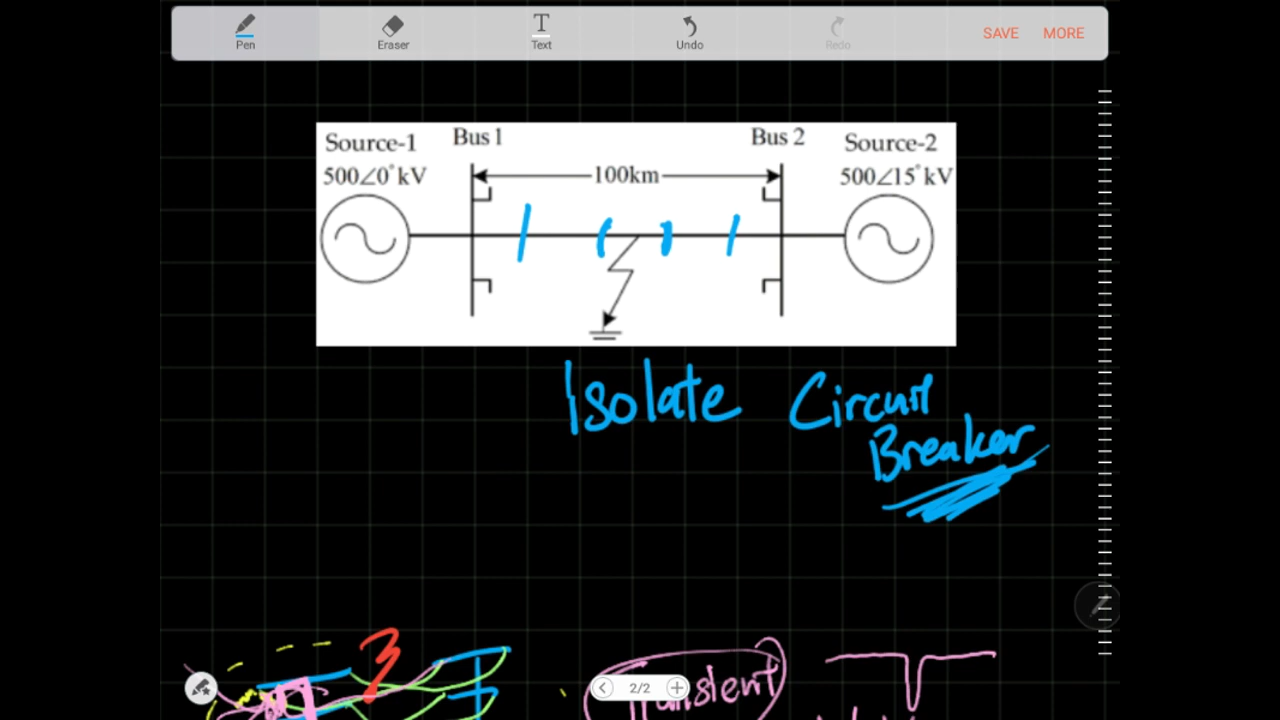 Pen
Eraser
T
Text
Undo
Redo
SAVE
MORE
Source-1
Bus 1
Bus 2
Source-2
500∠0° kV
100km
500∠15° kV
Isolate Circuit
Breaker
3
Transient
2/2